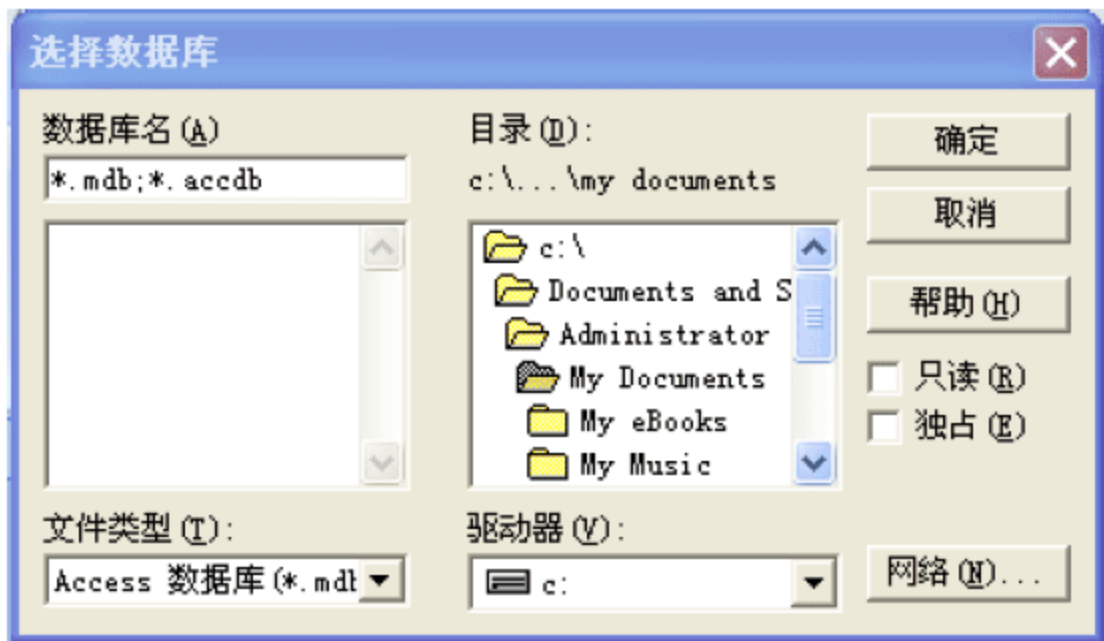 选择数据库
数据库名(A)
*.mdb;*.accdb
目录(D):
c:\...\my documents
c:\
Documents and S
Administrator
My Documents
My eBooks
My Music
确定
取消
帮助(H)
只读(R)
独占(E)
文件类型(T):
Access 数据库(*.mdb
驱动器(V):
c:
网络(N)...